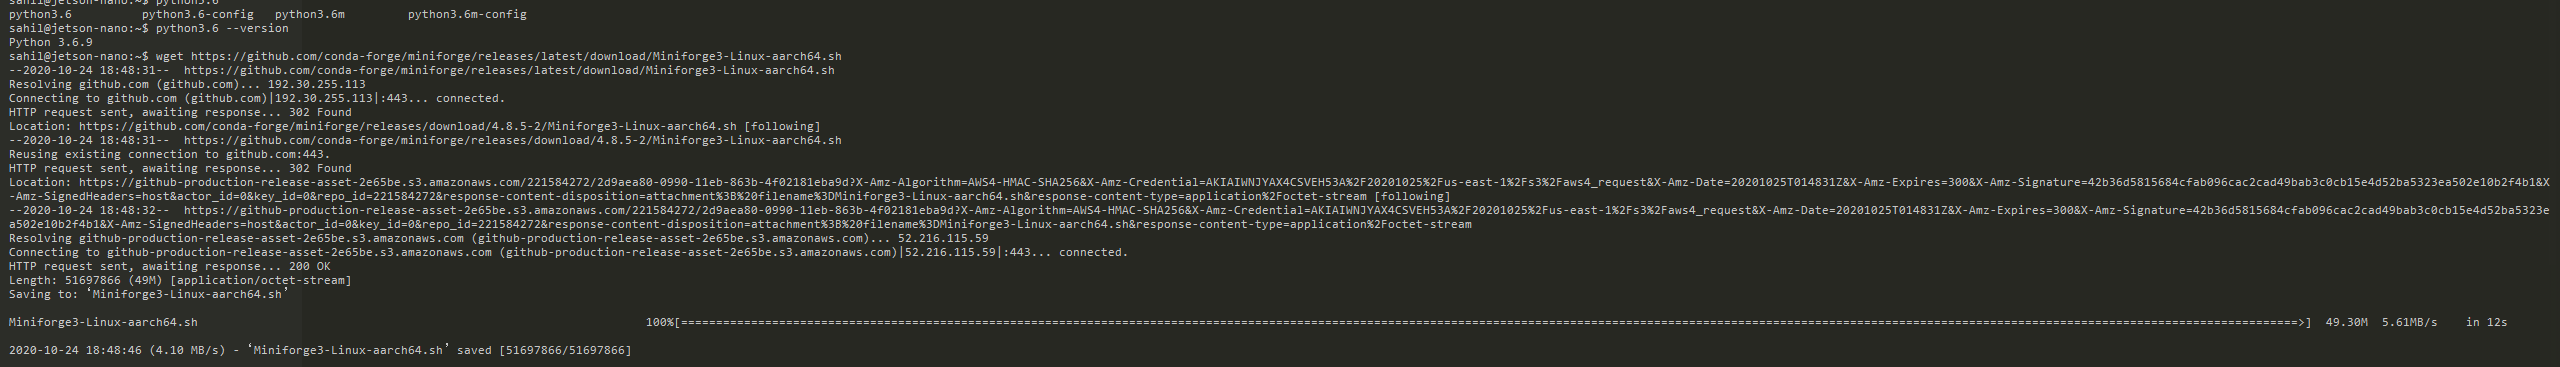 sahil@jetson-nano:~$ python3.6
python3.6          python3.6-config   python3.6m         python3.6m-config
sahil@jetson-nano:~$ python3.6 --version
Python 3.6.9
sahil@jetson-nano:~$ wget https://github.com/conda-forge/miniforge/releases/latest/download/Miniforge3-Linux-aarch64.sh
--2020-10-24 18:48:31--  https://github.com/conda-forge/miniforge/releases/latest/download/Miniforge3-Linux-aarch64.sh
Resolving github.com (github.com)... 192.30.255.113
Connecting to github.com (github.com)|192.30.255.113|:443... connected.
HTTP request sent, awaiting response... 302 Found
Location: https://github.com/conda-forge/miniforge/releases/download/4.8.5-2/Miniforge3-Linux-aarch64.sh [following]
--2020-10-24 18:48:31--  https://github.com/conda-forge/miniforge/releases/download/4.8.5-2/Miniforge3-Linux-aarch64.sh
Reusing existing connection to github.com:443.
HTTP request sent, awaiting response... 302 Found
Location: https://github-production-release-asset-2e65be.s3.amazonaws.com/221584272/2d9aea80-0990-11eb-863b-4f02181eba9d?X-Amz-Algorithm=AWS4-HMAC-SHA256&X-Amz-Credential=AKIAIWNJYAX4CSVEH53A%2F20201025%2Fus-east-1%2Fs3%2Faws4_request&X-Amz-Date=20201025T014831Z&X-Amz-Expires=300&X-Amz-Signature=42b36d5815684cfab096cac2cad49bab3c0cb15e4d52ba5323ea502e10b2f4b1&X
-Amz-SignedHeaders=host&actor_id=0&key_id=0&repo_id=221584272&response-content-disposition=attachment%3B%20filename%3DMiniforge3-Linux-aarch64.sh&response-content-type=application%2Foctet-stream [following]
--2020-10-24 18:48:32--  https://github-production-release-asset-2e65be.s3.amazonaws.com/221584272/2d9aea80-0990-11eb-863b-4f02181eba9d?X-Amz-Algorithm=AWS4-HMAC-SHA256&X-Amz-Credential=AKIAIWNJYAX4CSVEH53A%2F20201025%2Fus-east-1%2Fs3%2Faws4_request&X-Amz-Date=20201025T014831Z&X-Amz-Expires=300&X-Amz-Signature=42b36d5815684cfab096cac2cad49bab3c0cb15e4d52ba5323e
a502e10b2f4b1&X-Amz-SignedHeaders=host&actor_id=0&key_id=0&repo_id=221584272&response-content-disposition=attachment%3B%20filename%3DMiniforge3-Linux-aarch64.sh&response-content-type=application%2Foctet-stream
Resolving github-production-release-asset-2e65be.s3.amazonaws.com (github-production-release-asset-2e65be.s3.amazonaws.com)... 52.216.115.59
Connecting to github-production-release-asset-2e65be.s3.amazonaws.com (github-production-release-asset-2e65be.s3.amazonaws.com)|52.216.115.59|:443... connected.
HTTP request sent, awaiting response... 200 OK
Length: 51697866 (49M) [application/octet-stream]
Saving to: ‘Miniforge3-Linux-aarch64.sh’
Miniforge3-Linux-aarch64.sh 100%[===================================================>] 49.30M 5.61MB/s in 12s
2020-10-24 18:48:46 (4.10 MB/s) - ‘Miniforge3-Linux-aarch64.sh’ saved [51697866/51697866]